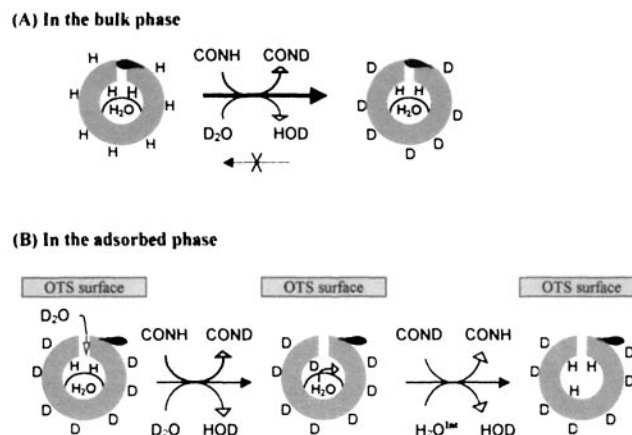 (A) In the bulk phase
H H CONH COND D D
H H H H D H H D
H₂O H₂O
H H D₂O HOD D D
H H D D
X
(B) In the adsorbed phase
OTS surface OTS surface OTS surface
D₂O
CONH COND COND CONH
D D D D D
H H D D D H H D
D H₂O D D H₂O D D H D
D D D D D D
D D D₂O HOD D D H₂Oᴵⁿᵗ HOD D D